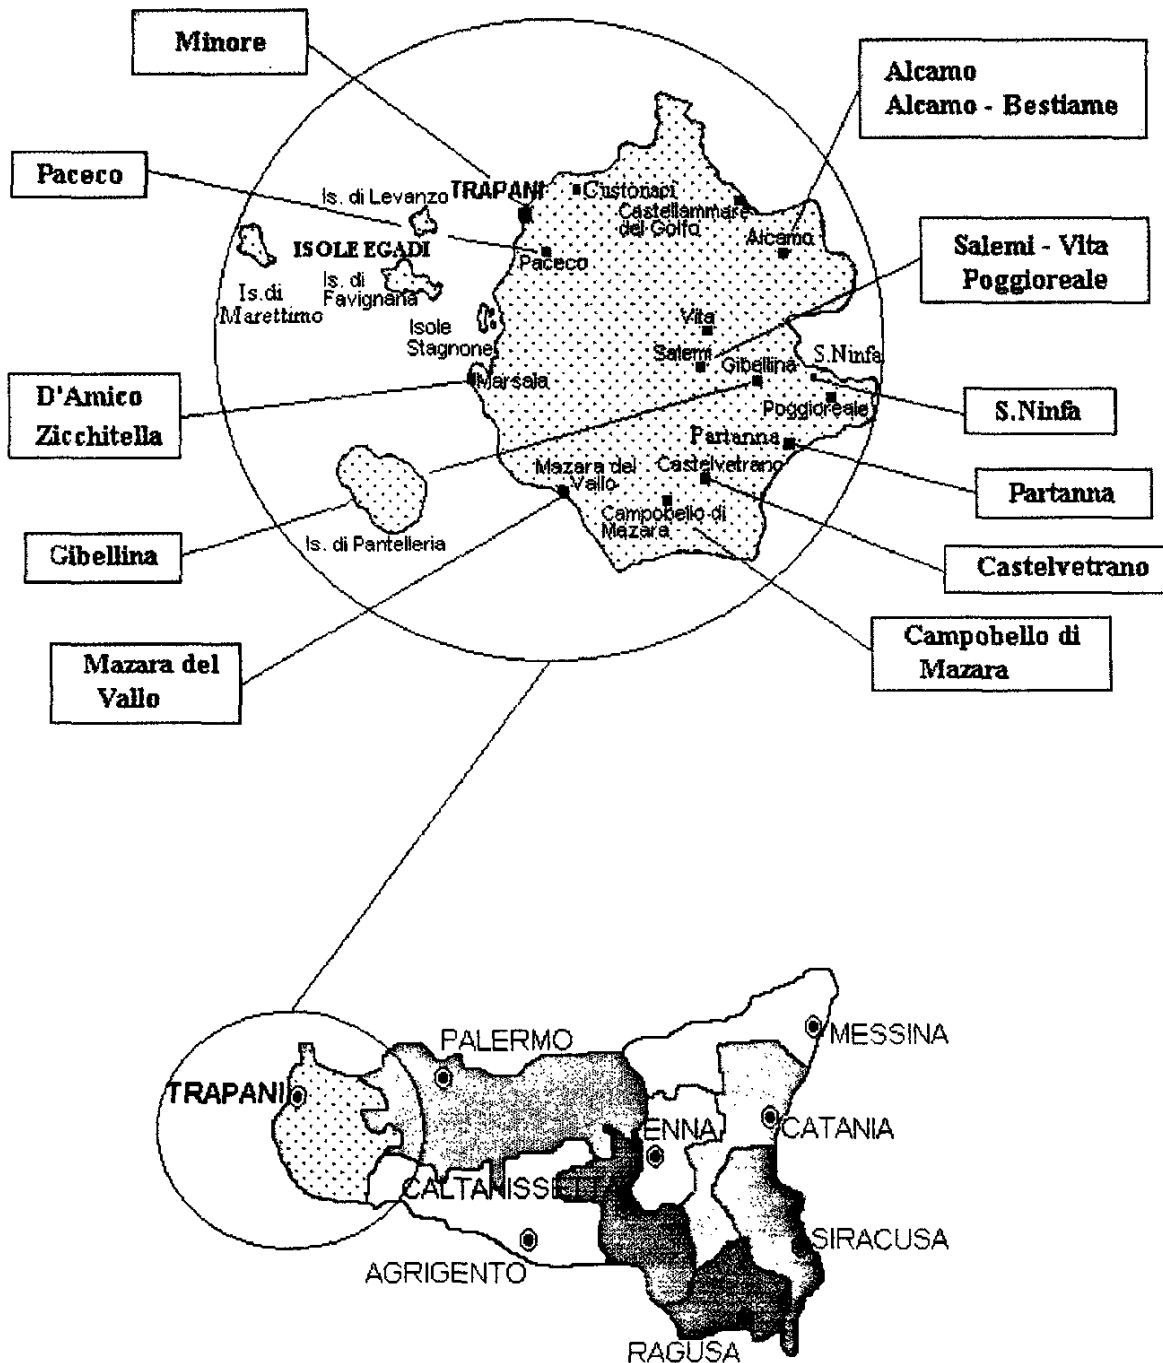 Minore
Alcamo
Alcamo - Bestiame
Paceco
Is. di Levanzo
TRAPANI
Custonaci
Castellammare
del Golfo
Alcamo
ISOLE EGADI
Paceco
Salemi - Vita
Poggioreale
Is. di
Favignana
Is. di
Marettimo
Isole
Stagnone
Vita
Salemi
Gibellina
S.Ninfa
Marsala
D'Amico
Zicchitella
Poggioreale
S.Ninfa
Partanna
Mazara del
Vallo
Castelvetrano
Partanna
Campobello di
Mazara
Is. di Pantelleria
Gibellina
Castelvetrano
Mazara del
Vallo
Campobello di
Mazara
MESSINA
PALERMO
TRAPANI
ENNA
CATANIA
CALTANISSETT
SIRACUSA
AGRIGENTO
RAGUSA